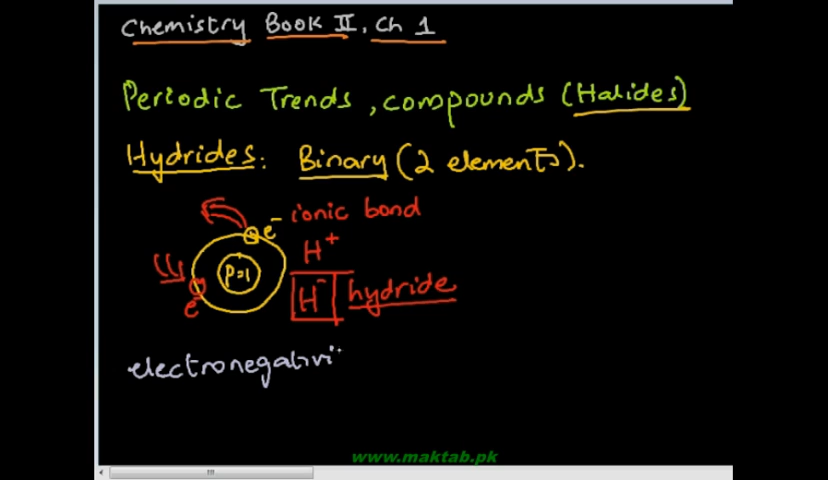 Chemistry Book II, Ch 1
Periodic Trends, compounds (Halides)
Hydrides: Binary (2 elements).
e⁻ ionic bond
H⁺
p=1
H⁻ hydride
e⁻
electronegativi
www.maktab.pk